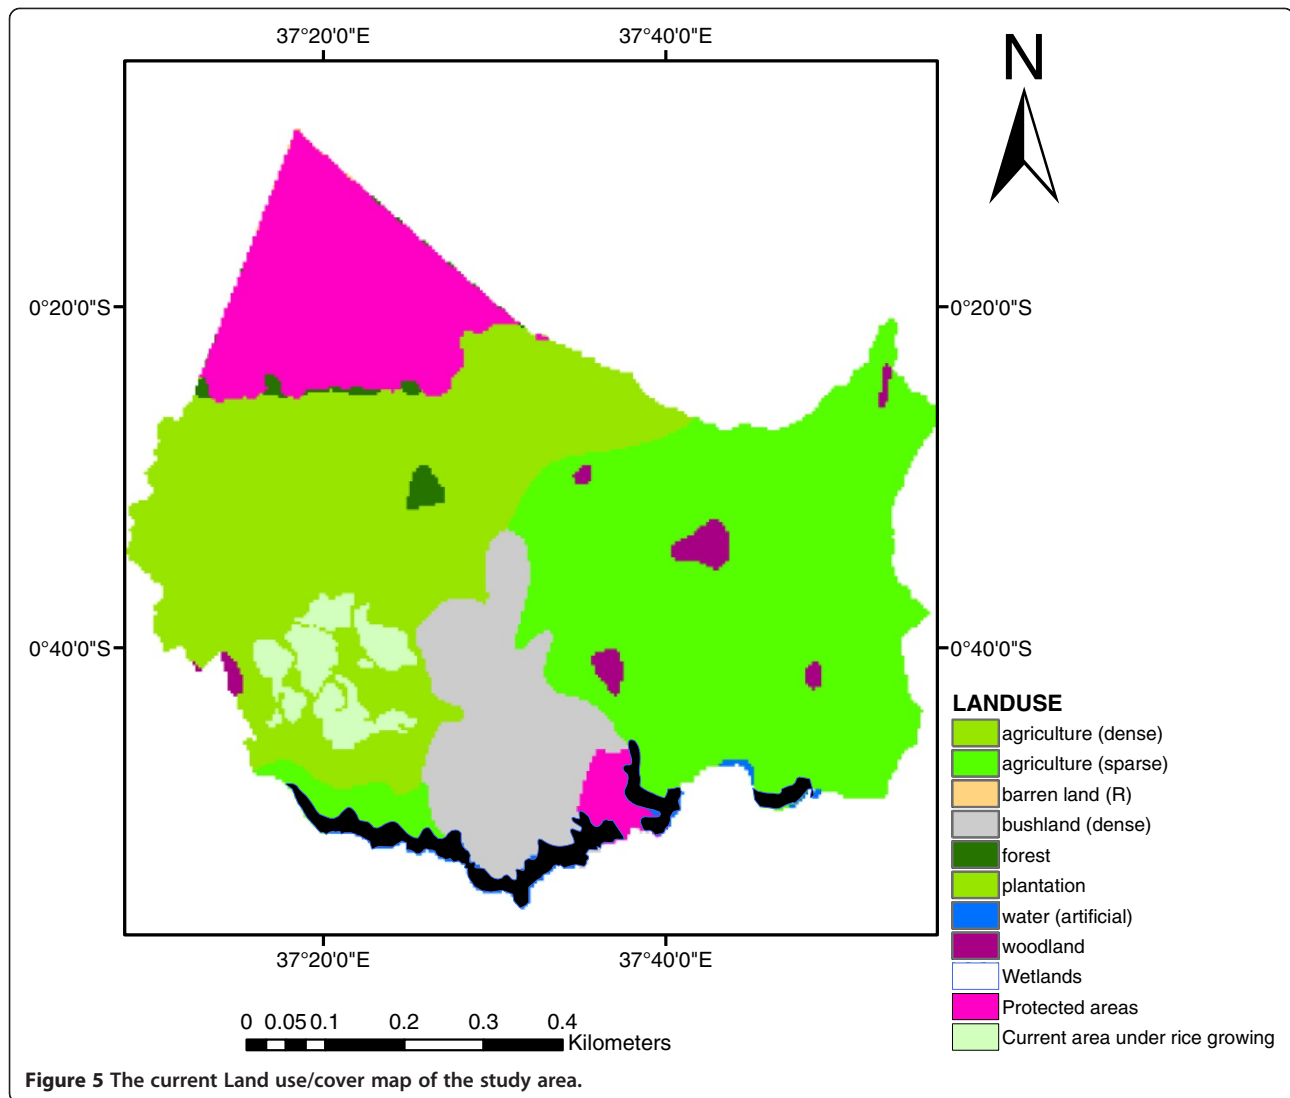 37°20'0"E 37°40'0"E
N
0°20'0"S 0°20'0"S
0°40'0"S 0°40'0"S
LANDUSE
agriculture (dense)
agriculture (sparse)
barren land (R)
bushland (dense)
forest
plantation
water (artificial)
woodland
Wetlands
Protected areas
Current area under rice growing
37°20'0"E 37°40'0"E
0 0.05 0.1 0.2 0.3 0.4
Kilometers
Figure 5 The current Land use/cover map of the study area.